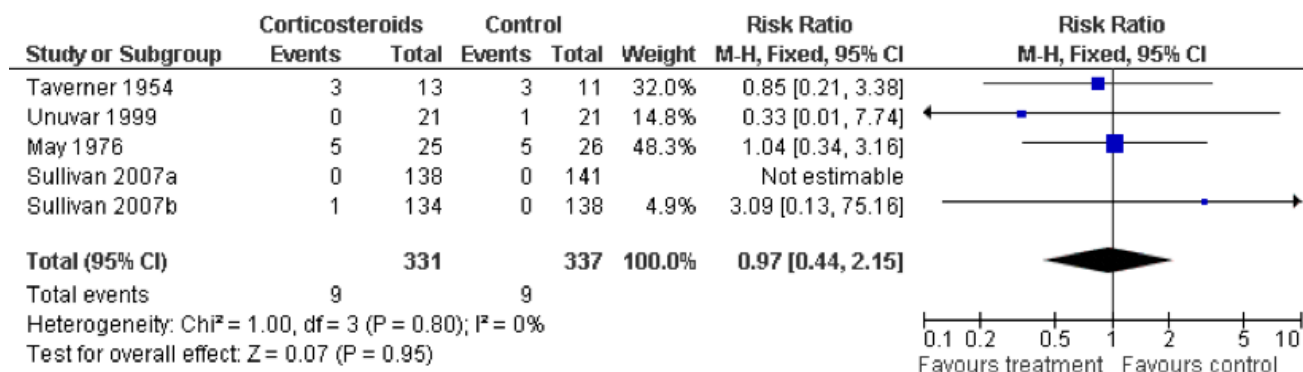 Corticosteroids Control Risk Ratio Risk Ratio
Study or Subgroup Events Total Events Total Weight M-H, Fixed, 95% CI M-H, Fixed, 95% CI
Taverner 1954 3 13 3 11 32.0% 0.85 [0.21, 3.38]
Unuvar 1999 0 21 1 21 14.8% 0.33 [0.01, 7.74]
May 1976 5 25 5 26 48.3% 1.04 [0.34, 3.16]
Sullivan 2007a 0 138 0 141 Not estimable
Sullivan 2007b 1 134 0 138 4.9% 3.09 [0.13, 75.16]
Total (95% CI) 331 337 100.0% 0.97 [0.44, 2.15]
Total events 9 9
Heterogeneity: Chi² = 1.00, df = 3 (P = 0.80); I² = 0%
Test for overall effect: Z = 0.07 (P = 0.95)
0.1 0.2 0.5 1 2 5 10
Favours treatment Favours control